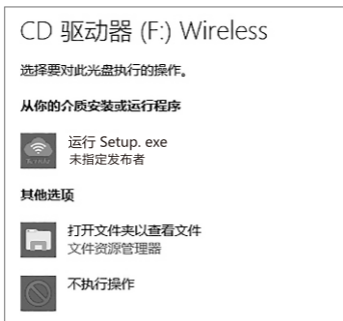 CD 驱动器 (F:) Wireless
选择要对此光盘执行的操作。
从你的介质安装或运行程序
运行 Setup. exe
未指定发布者
其他选项
打开文件夹以查看文件
文件资源管理器
不执行操作